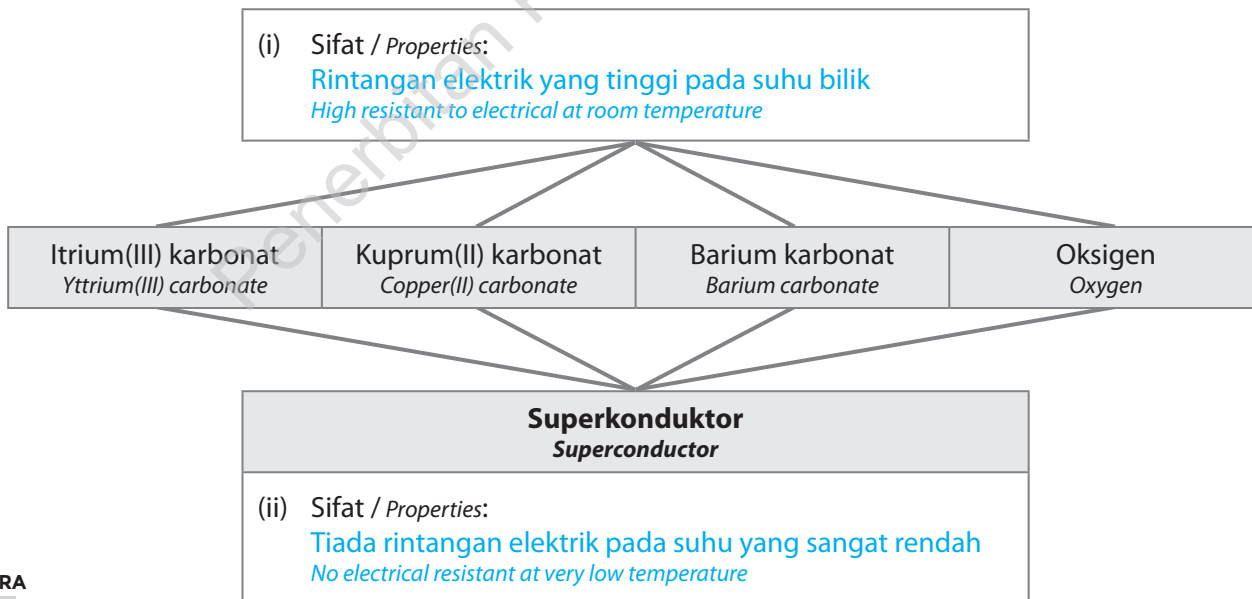 (i) Sifat / Properties:
Rintangan elektrik yang tinggi pada suhu bilik
High resistant to electrical at room temperature
Itrium(III) karbonat
Yttrium(III) carbonate
Kuprum(II) karbonat
Copper(II) carbonate
Barium karbonat
Barium carbonate
Oksigen
Oxygen
Superkonduktor
Superconductor
(ii) Sifat / Properties:
Tiada rintangan elektrik pada suhu yang sangat rendah
No electrical resistant at very low temperature
RA
Penerbitan